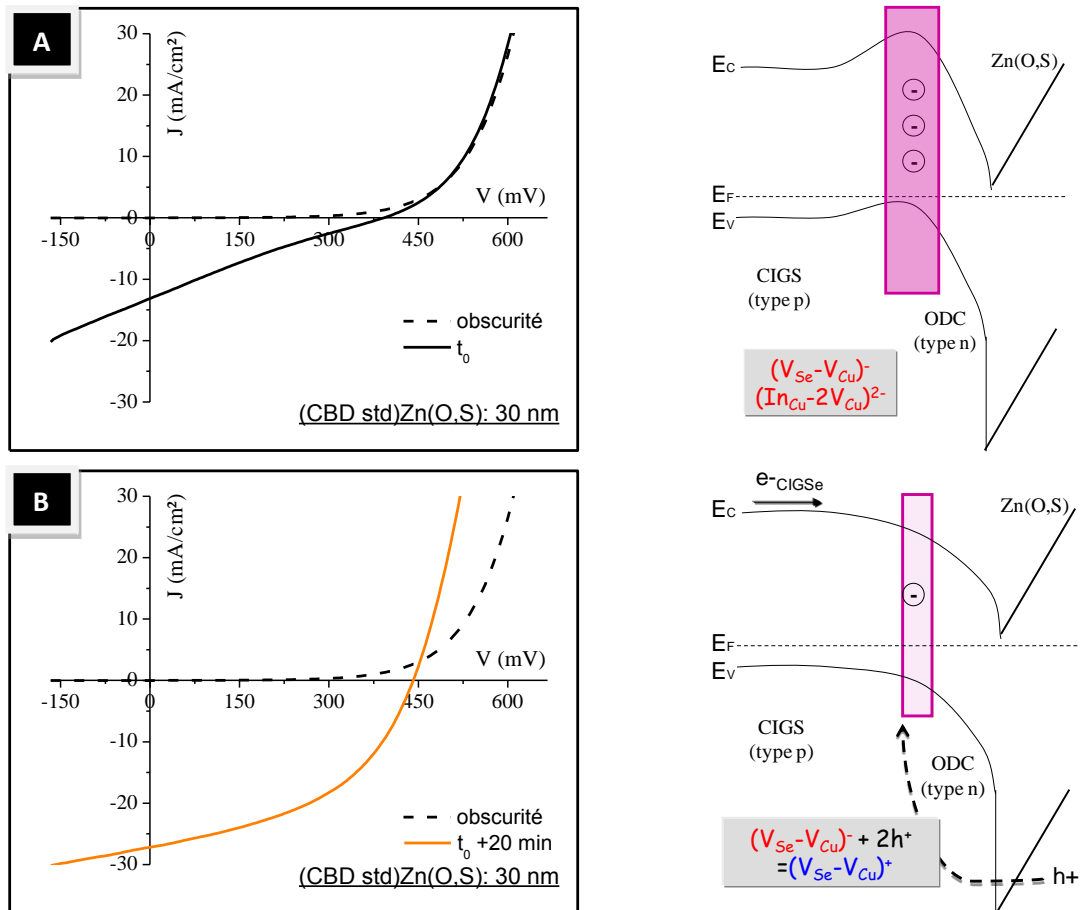 A
J (mA/cm²)
30
20
10
0
-10
-20
-30
V (mV)
-150 0 150 300 450 600
obscurité
t₀
(CBD std)Zn(O,S): 30 nm
Ec
Zn(O,S)
-
-
-
EF
Ev
CIGS
(type p)
ODC
(type n)
(VSe-VCu)⁻
(InCu-2VCu)²⁻
B
J (mA/cm²)
30
20
10
0
-10
-20
-30
V (mV)
-150 0 150 300 450 600
obscurité
t₀ +20 min
(CBD std)Zn(O,S): 30 nm
e-CIGSe
Ec
Zn(O,S)
-
EF
Ev
CIGS
(type p)
ODC
(type n)
(VSe-VCu)⁻ + 2h⁺
=(VSe-VCu)⁺
h+